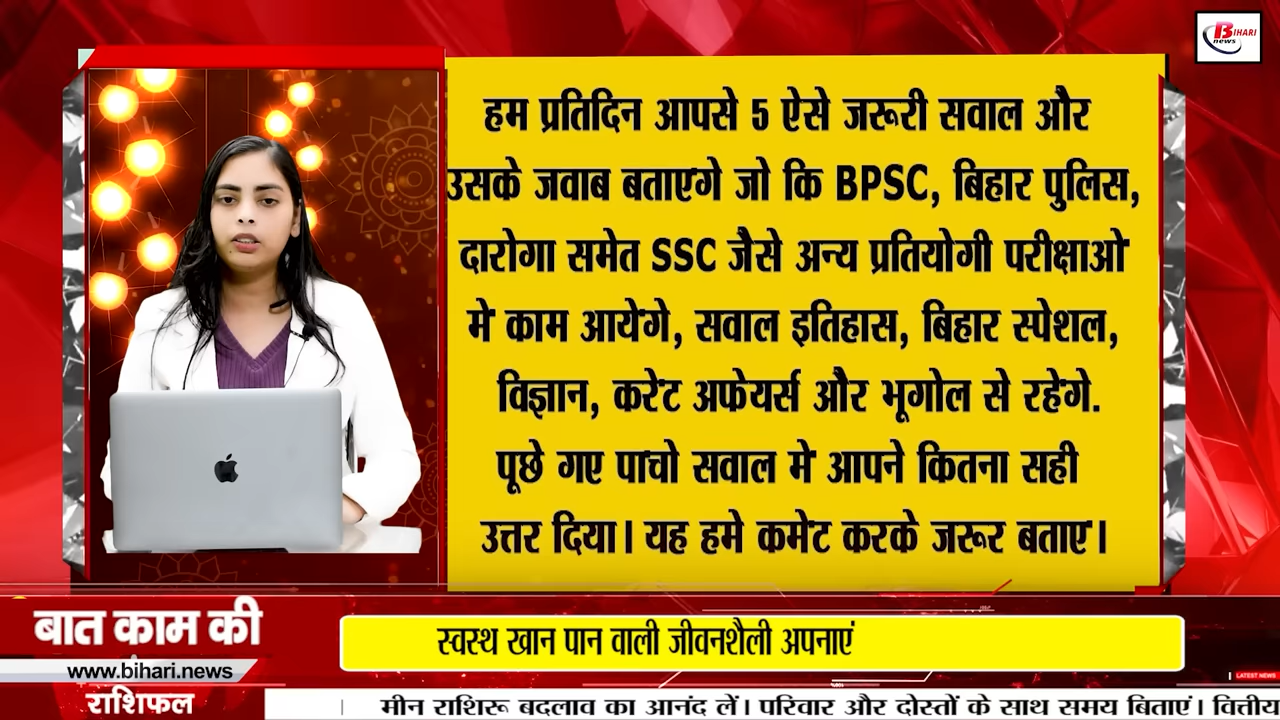 BIHARI
news
हम प्रतिदिन आपसे 5 ऐसे जरूरी सवाल और
उसके जवाब बताएगे जो कि BPSC, बिहार पुलिस,
दारोगा समेत SSC जैसे अन्य प्रतियोगी परीक्षाओ
मे काम आयेगे, सवाल इतिहास, बिहार स्पेशल,
विज्ञान, करेट अफेयर्स और भूगोल से रहेगे.
पूछे गए पाचो सवाल मे आपने कितना सही
उत्तर दिया। यह हमे कमेट करके जरूर बताए।
बात काम की
www.bihari.news
स्वस्थ खान पान वाली जीवनशैली अपनाएं
LATEST NEWS
राशिफल
मीन राशिरू बदलाव का आनंद लें। परिवार और दोस्तों के साथ समय बिताएं। वित्तीय